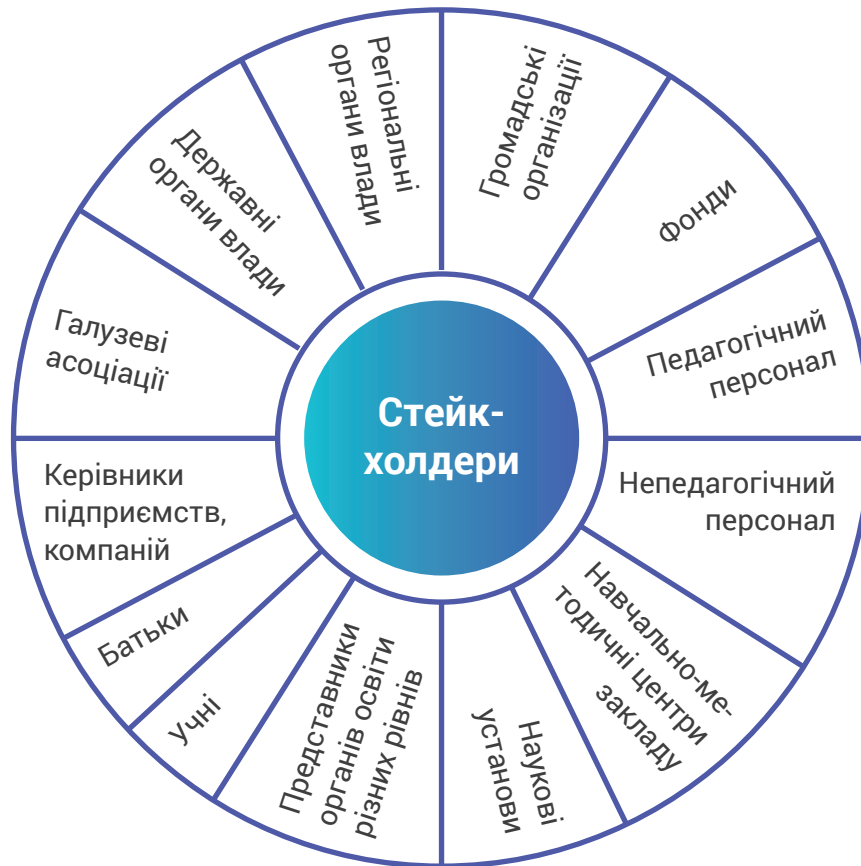 Стейк-
холдери
Громадські
організації
Фонди
Педагогічний
персонал
Непедагогічний
персонал
Навчально-ме-
тодичні центри
закладу
Наукові
установи
Представники
органів освіти
різних рівнів
Учні
Батьки
Керівники
підприємств,
компаній
Галузеві
асоціації
Державні
органи влади
Регіональні
органи влади